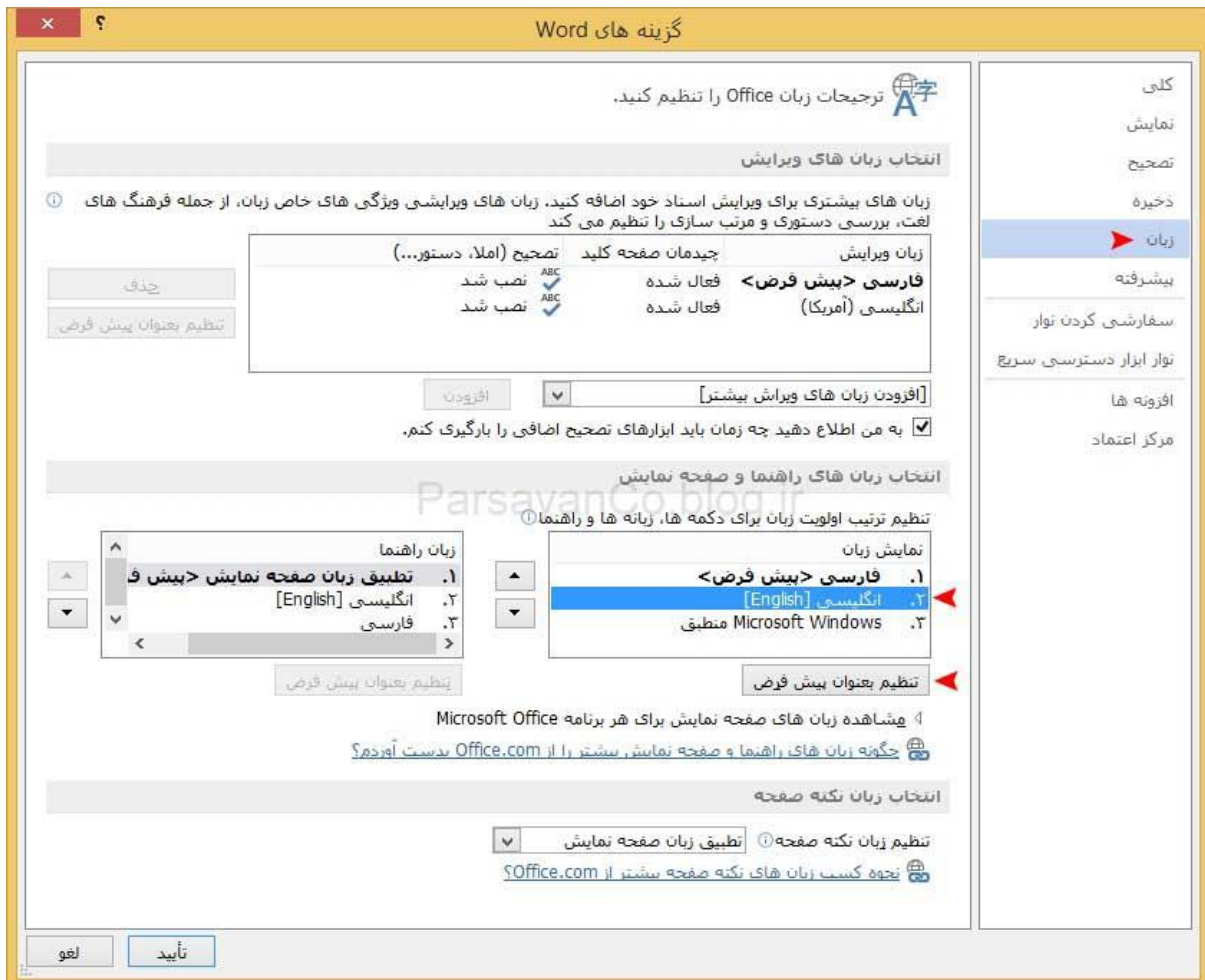 گزینه های Word
؟
کلی
نمایش
تصحیح
ذخیره
زبان
پیشرفته
سفارشی کردن نوار
نوار ابزار دسترسی سریع
افزونه ها
مرکز اعتماد
ترجیحات زبان Office را تنظیم کنید.
انتخاب زبان های ویرایش
زبان های بیشتری برای ویرایش اسناد خود اضافه کنید. زبان های ویرایشی ویژگی های خاص زبان، از جمله فرهنگ های
لغت، بررسی دستوری و مرتب سازی را تنظیم می کند
زبان ویرایش چیدمان صفحه کلید تصحیح (املا، دستور...)
فارسی <پیش فرض> فعال شده ABC نصب شد
انگلیسی (آمریکا) فعال شده ABC نصب شد
حذف
تنظیم بعنوان پیش فرض
[افزودن زبان های ویراش بیشتر] افزودن
به من اطلاع دهید چه زمان باید ابزارهای تصحیح اضافی را بارگیری کنم.
انتخاب زبان های راهنما و صفحه نمایش
ParsavanCo.blog.ir
تنظیم ترتیب اولویت زبان برای دکمه ها، زبانه ها و راهنما
نمایش زبان
۱. فارسی <پیش فرض>
۲. انگلیسی [English]
۳. Microsoft Windows منطبق
تنظیم بعنوان پیش فرض
زبان راهنما
۱. تطبیق زبان صفحه نمایش <پیش ف
۲. انگلیسی [English]
۳. فارسی
تنظیم بعنوان پیش فرض
مشاهده زبان های صفحه نمایش برای هر برنامه Microsoft Office
چگونه زبان های راهنما و صفحه نمایش بیشتر را از Office.com بدست آوردم؟
انتخاب زبان نکته صفحه
تنظیم زبان نکته صفحه تطبیق زبان صفحه نمایش
نحوه کسب زبان های نکته صفحه بیشتر از Office.com؟
تأیید لغو